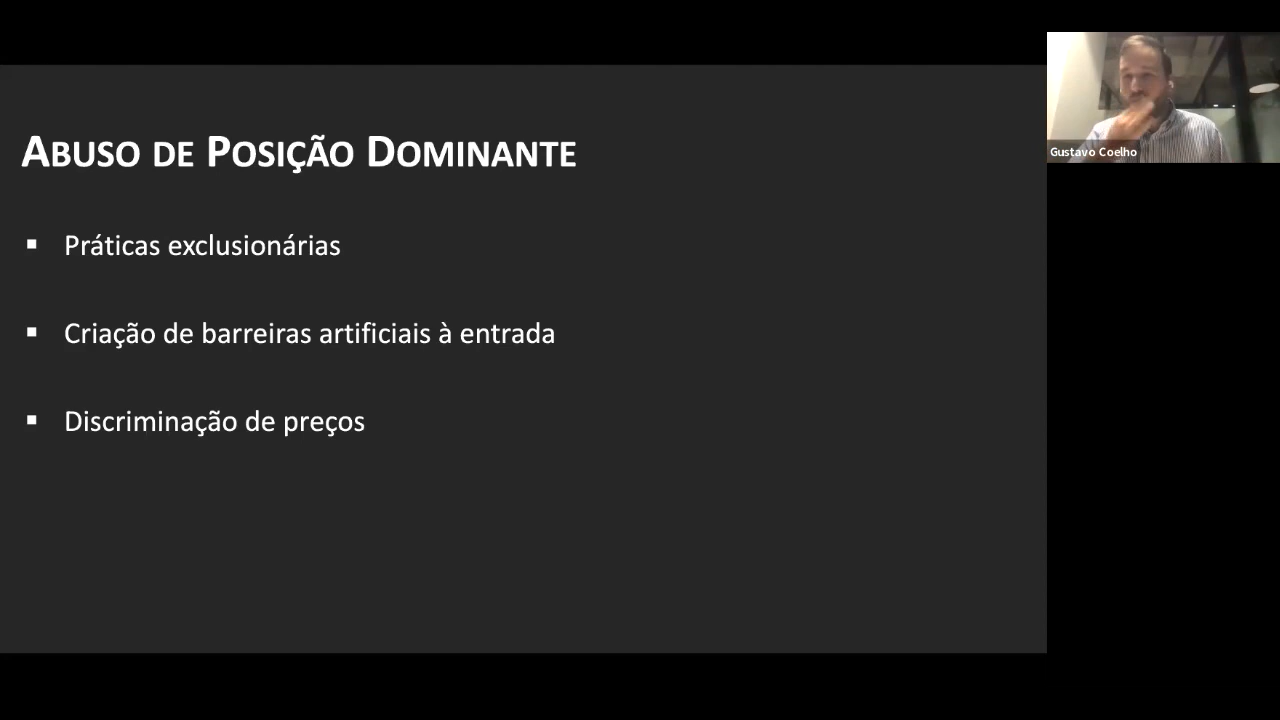 ABUSO DE POSIÇÃO DOMINANTE
▪ Práticas exclusionárias
▪ Criação de barreiras artificiais à entrada
▪ Discriminação de preços
Gustavo Coelho